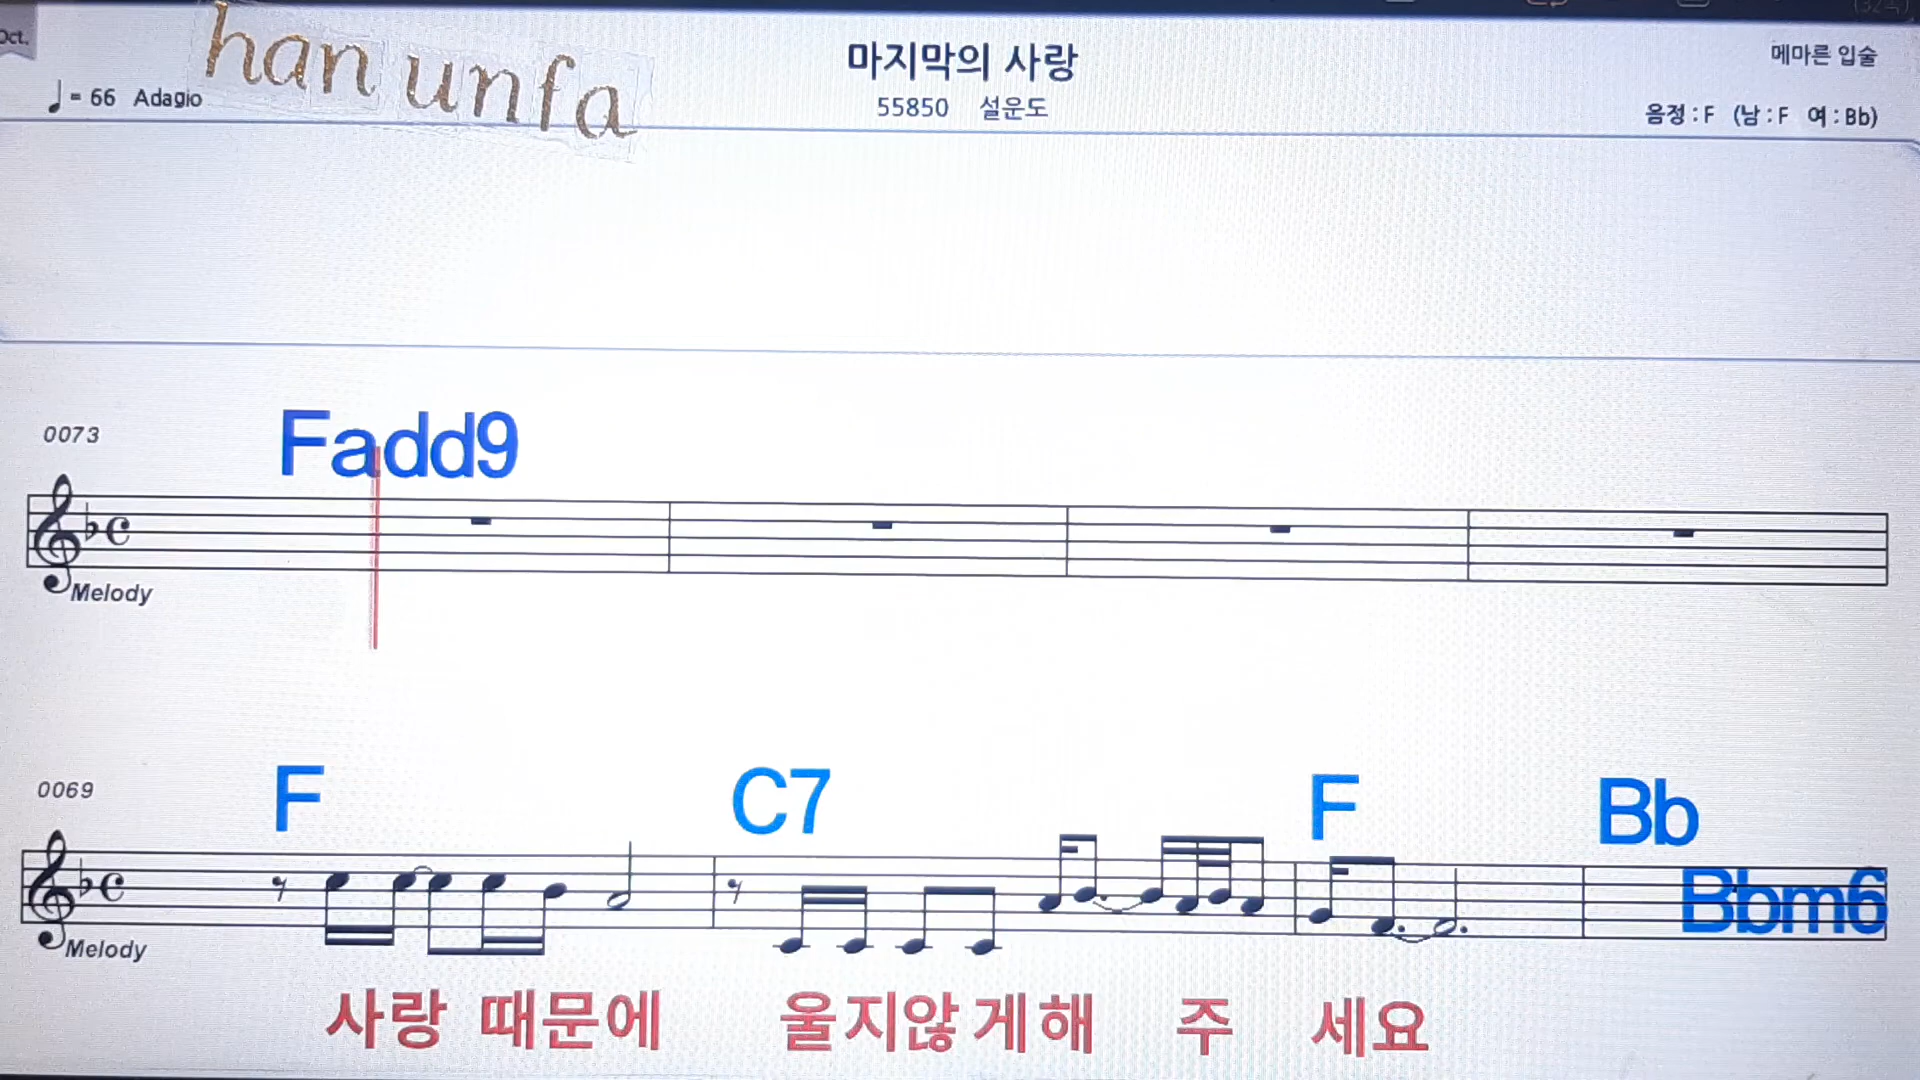 Oct.
han unfa
마지막의 사랑
메마른 입술
♩= 66 Adagio
55850 설운도
음정 : F (남 : F 여 : Bb)
0073
Fadd9
Melody
0069
F C7 F Bb
Bbm6
Melody
사랑 때문에 울지않게해 주 세요